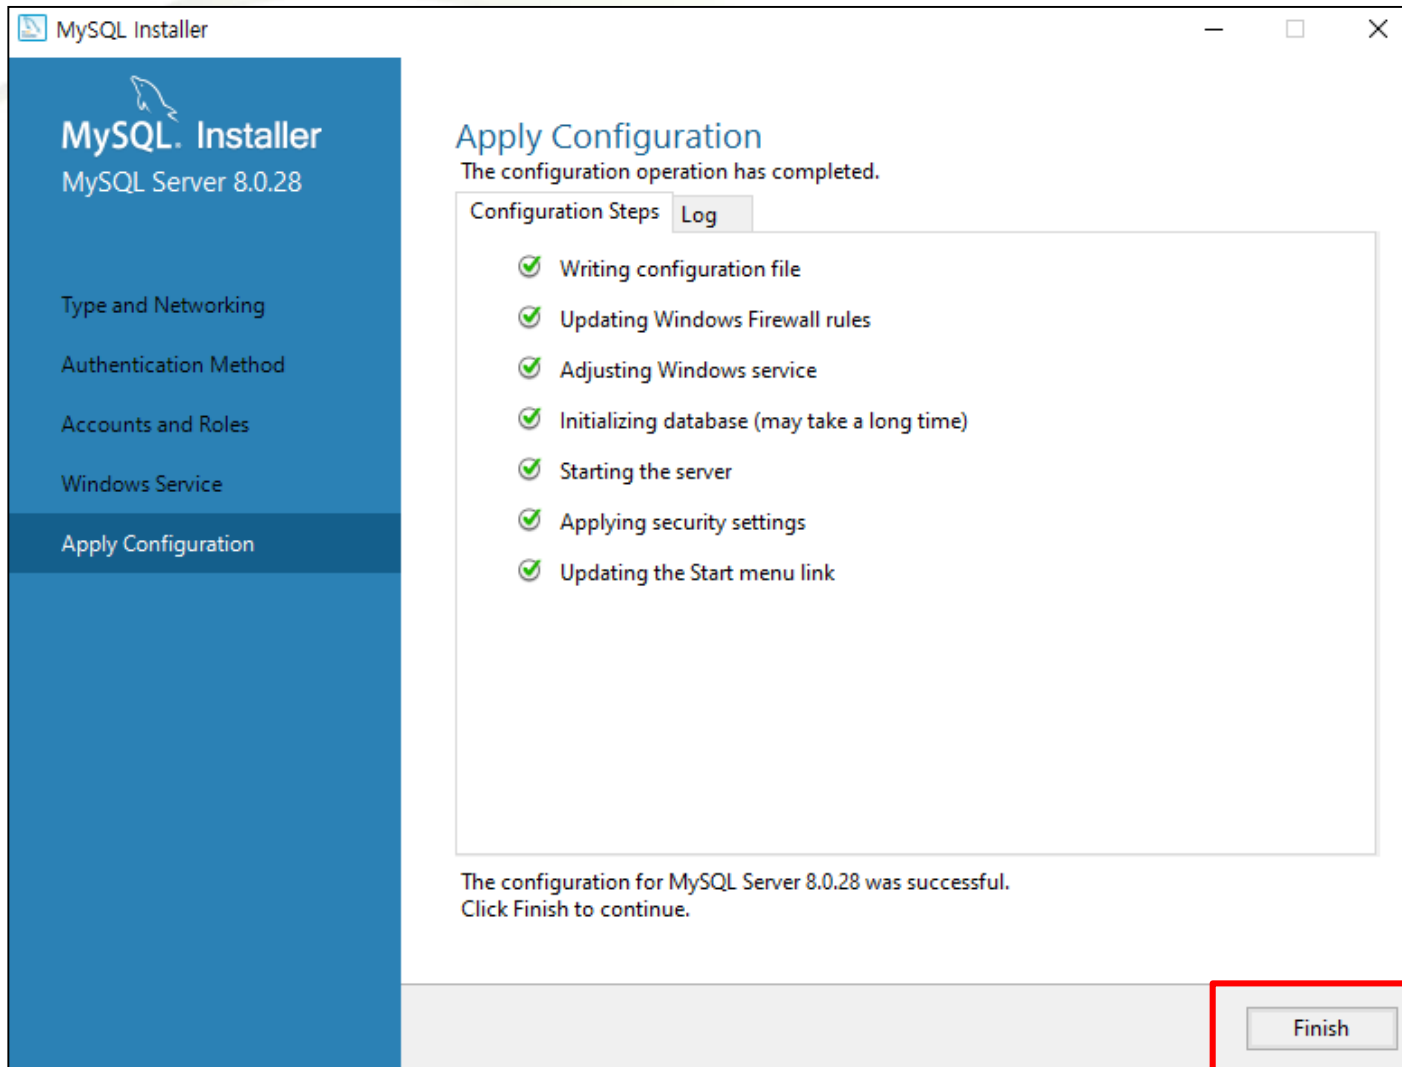 MySQL Installer
MySQL. Installer
MySQL Server 8.0.28
Type and Networking
Authentication Method
Accounts and Roles
Windows Service
Apply Configuration
Apply Configuration
The configuration operation has completed.
Configuration Steps
Log
Writing configuration file
Updating Windows Firewall rules
Adjusting Windows service
Initializing database (may take a long time)
Starting the server
Applying security settings
Updating the Start menu link
The configuration for MySQL Server 8.0.28 was successful.
Click Finish to continue.
Finish